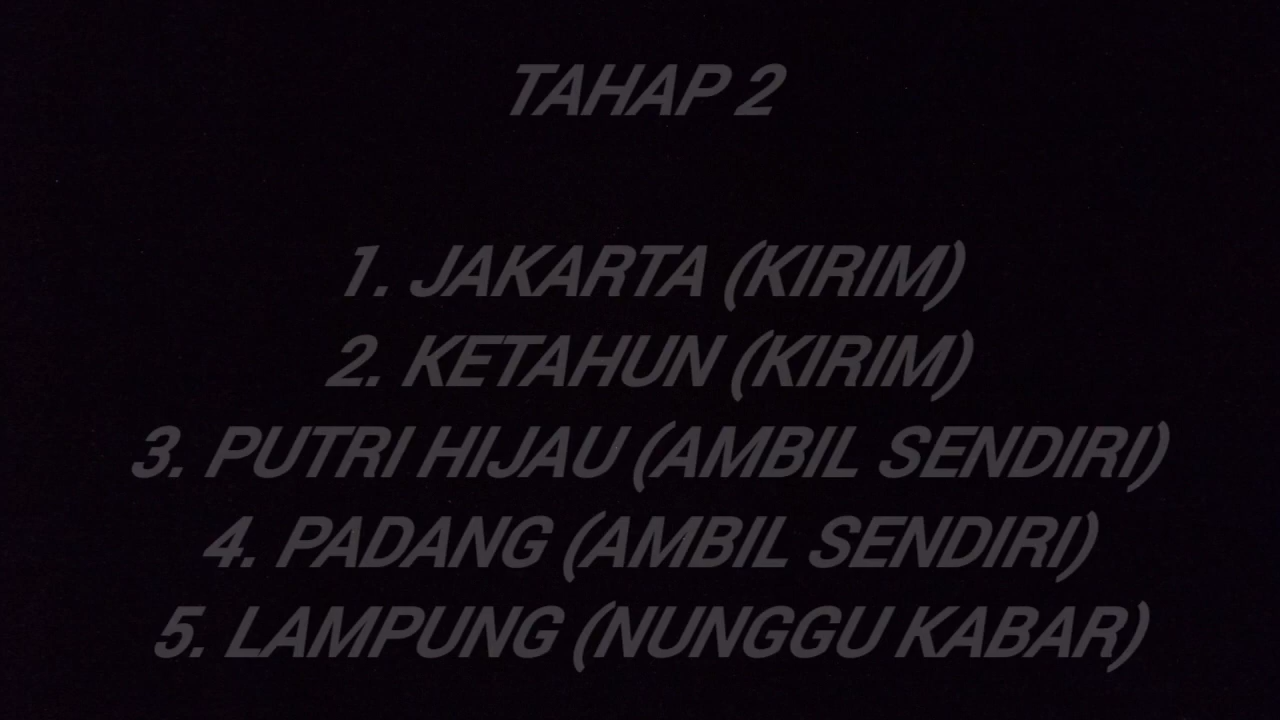 TAHAP 2
1. JAKARTA (KIRIM)
2. KETAHUN (KIRIM)
3. PUTRI HIJAU (AMBIL SENDIRI)
4. PADANG (AMBIL SENDIRI)
5. LAMPUNG (NUNGGU KABAR)